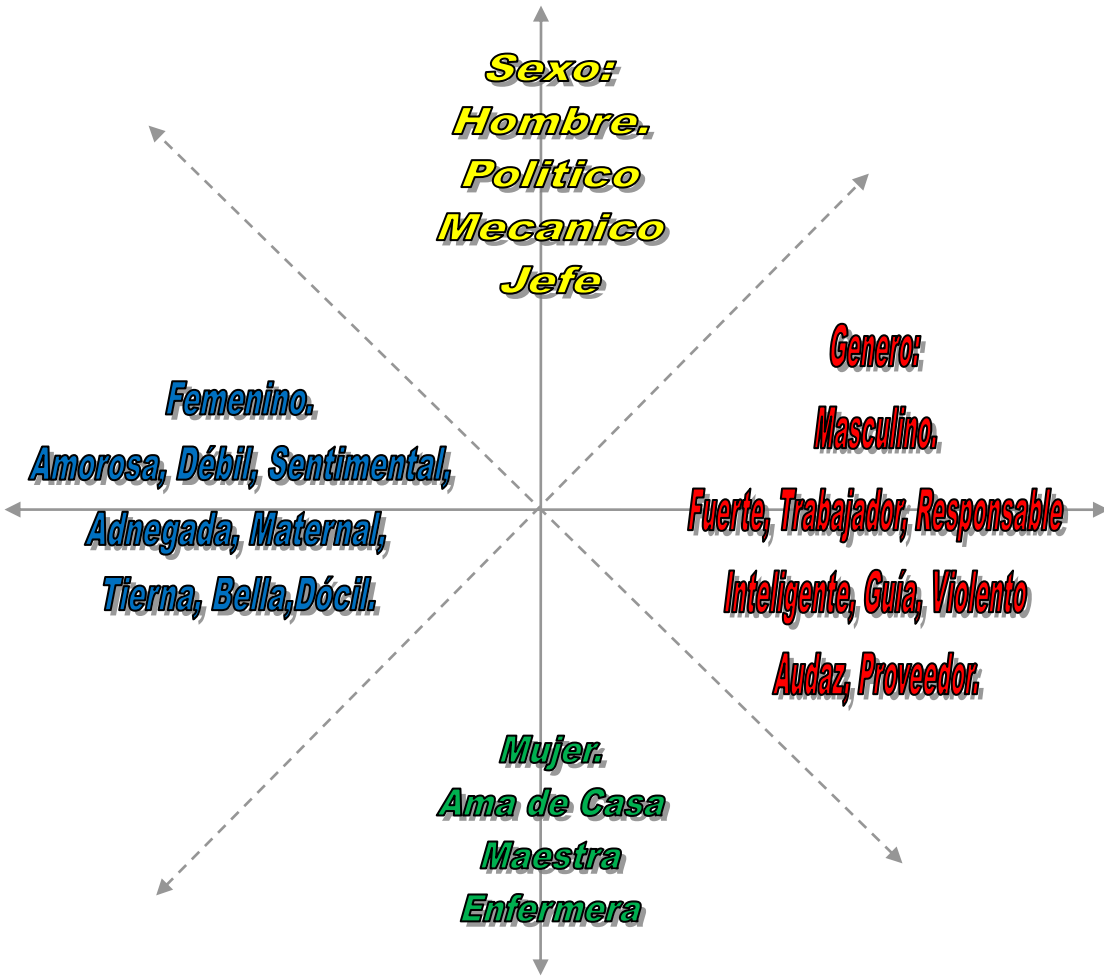 Sexo:
Hombre.
Politico
Mecanico
Jefe
Genero:
Masculino.
Fuerte, Trabajador, Responsable
Inteligente, Guía, Violento
Audaz, Proveedor.
Femenino.
Amorosa, Débil, Sentimental,
Adnegada, Maternal,
Tierna, Bella,Dócil.
Mujer.
Ama de Casa
Maestra
Enfermera